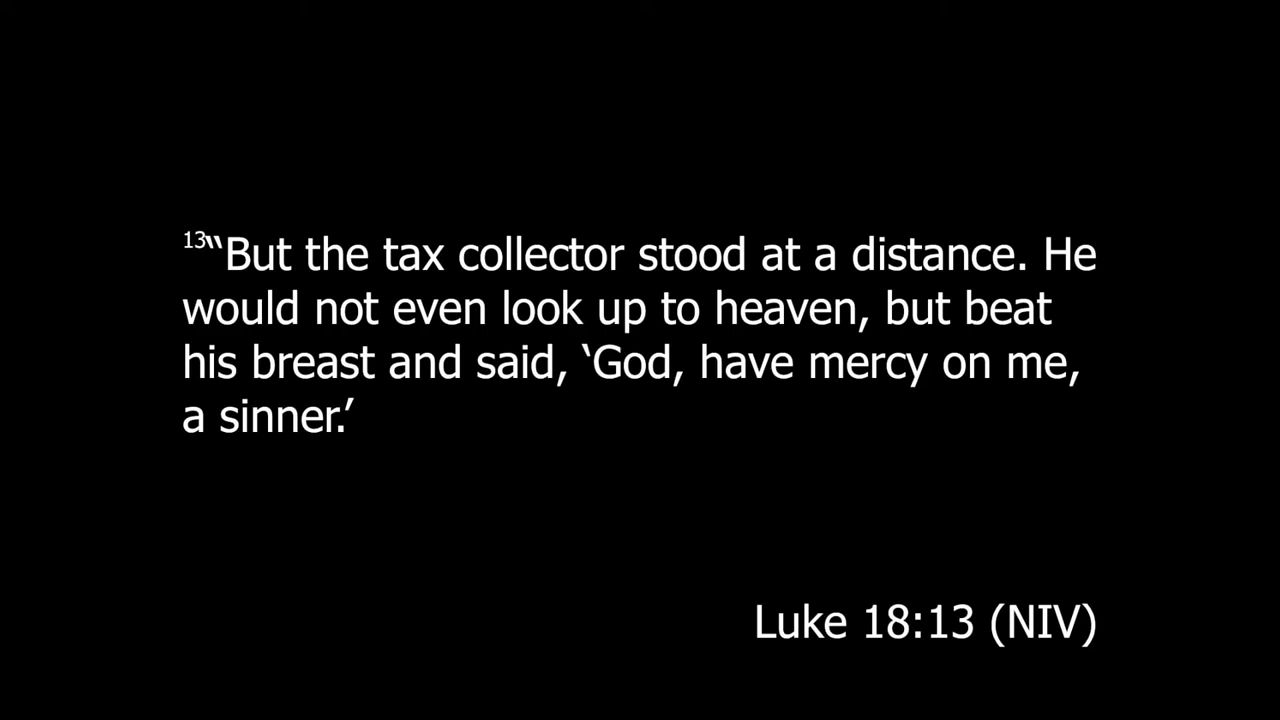 13“But the tax collector stood at a distance. He
would not even look up to heaven, but beat
his breast and said, ‘God, have mercy on me,
a sinner.’
Luke 18:13 (NIV)